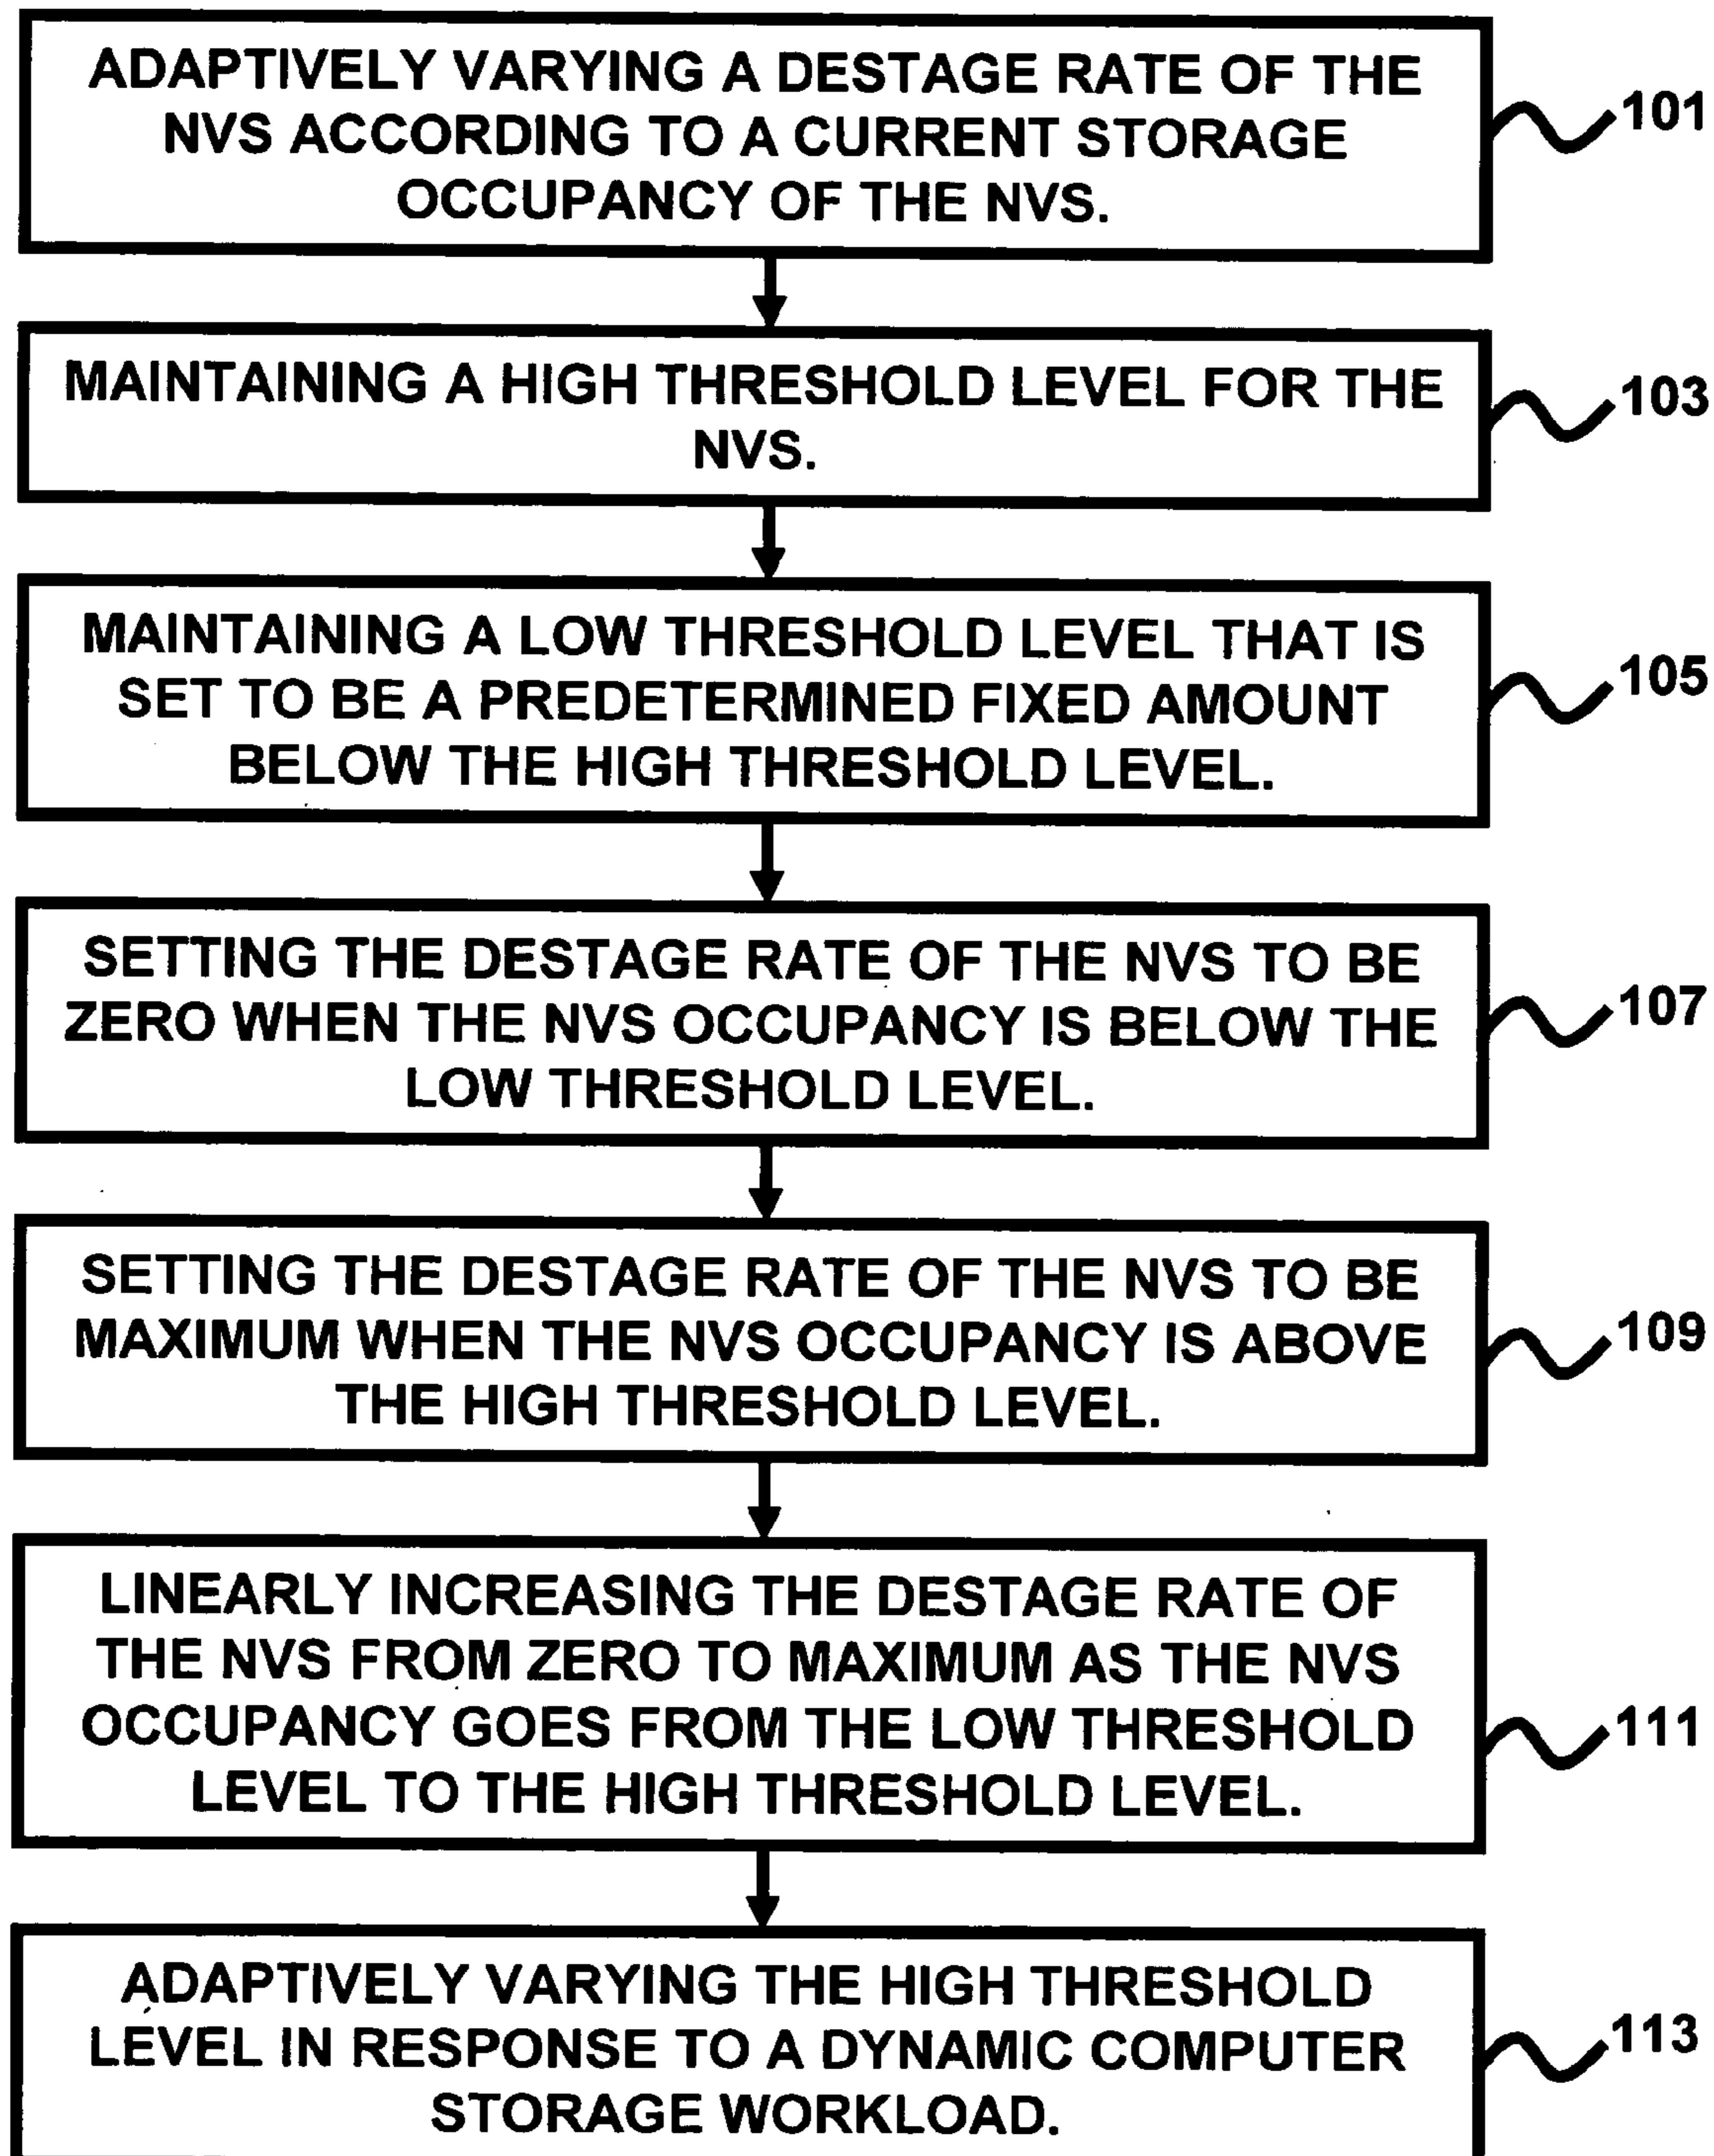 ADAPTIVELY VARYING A DESTAGE RATE OF THE
NVS ACCORDING TO A CURRENT STORAGE
OCCUPANCY OF THE NVS.
101
MAINTAINING A HIGH THRESHOLD LEVEL FOR THE
NVS.
103
MAINTAINING A LOW THRESHOLD LEVEL THAT IS
SET TO BE A PREDETERMINED FIXED AMOUNT
BELOW THE HIGH THRESHOLD LEVEL.
105
SETTING THE DESTAGE RATE OF THE NVS TO BE
ZERO WHEN THE NVS OCCUPANCY IS BELOW THE
LOW THRESHOLD LEVEL.
107
SETTING THE DESTAGE RATE OF THE NVS TO BE
MAXIMUM WHEN THE NVS OCCUPANCY IS ABOVE
THE HIGH THRESHOLD LEVEL.
109
LINEARLY INCREASING THE DESTAGE RATE OF
THE NVS FROM ZERO TO MAXIMUM AS THE NVS
OCCUPANCY GOES FROM THE LOW THRESHOLD
LEVEL TO THE HIGH THRESHOLD LEVEL.
111
ADAPTIVELY VARYING THE HIGH THRESHOLD
LEVEL IN RESPONSE TO A DYNAMIC COMPUTER
STORAGE WORKLOAD.
113